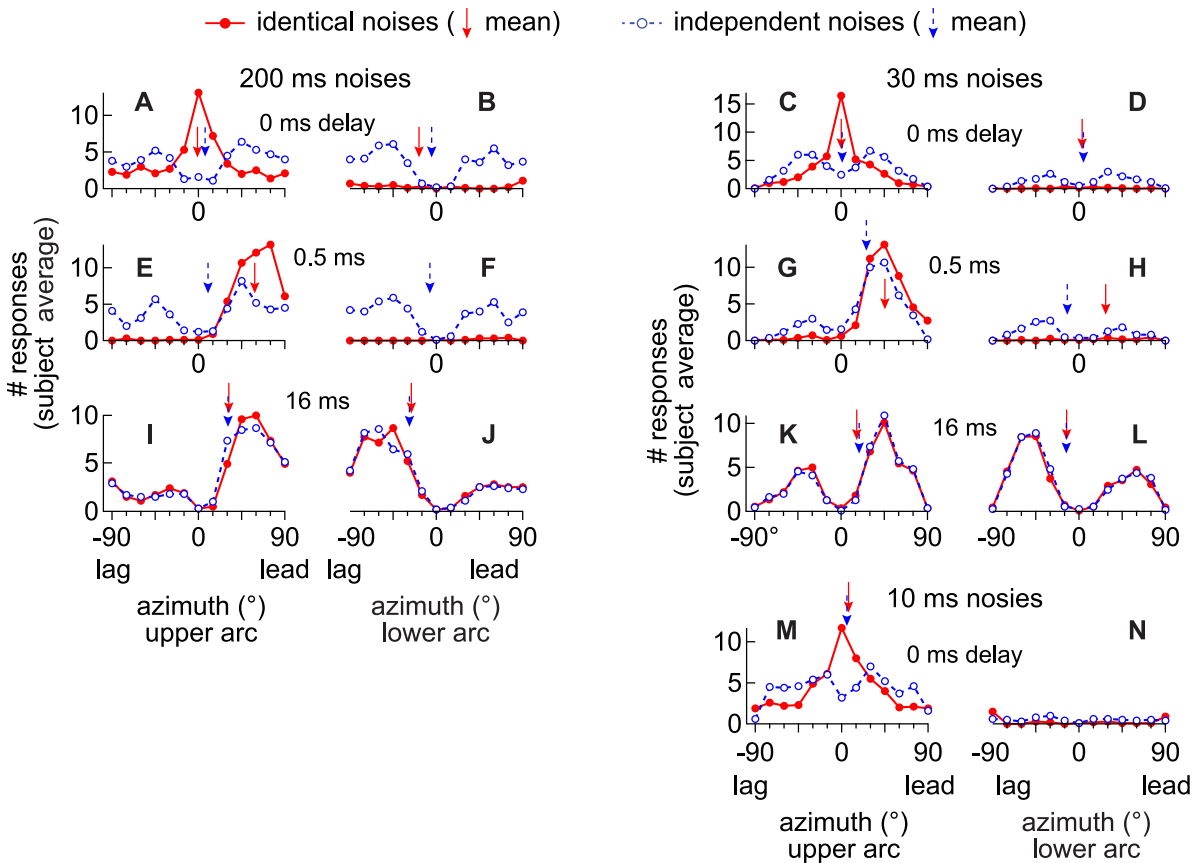 identical noises ( mean) independent noises ( mean)
200 ms noises
30 ms noises
A B C D
0 ms delay
0 ms delay
10
5
0
0 0
15
10
5
0
0 0
E F G H
0.5 ms
0.5 ms
10
5
0
0 0
10
5
0
0 0
I J K L
16 ms
16 ms
10
5
0
-90 0 90 -90 0 90
lag lead lag lead
azimuth (°) azimuth (°)
upper arc lower arc
10
5
0
-90° 0 90 -90 0 90
# responses
(subject average)
# responses
(subject average)
10 ms nosies
M N
0 ms delay
10
5
0
-90 0 90 -90 0 90
lag lead lag lead
azimuth (°) azimuth (°)
upper arc lower arc